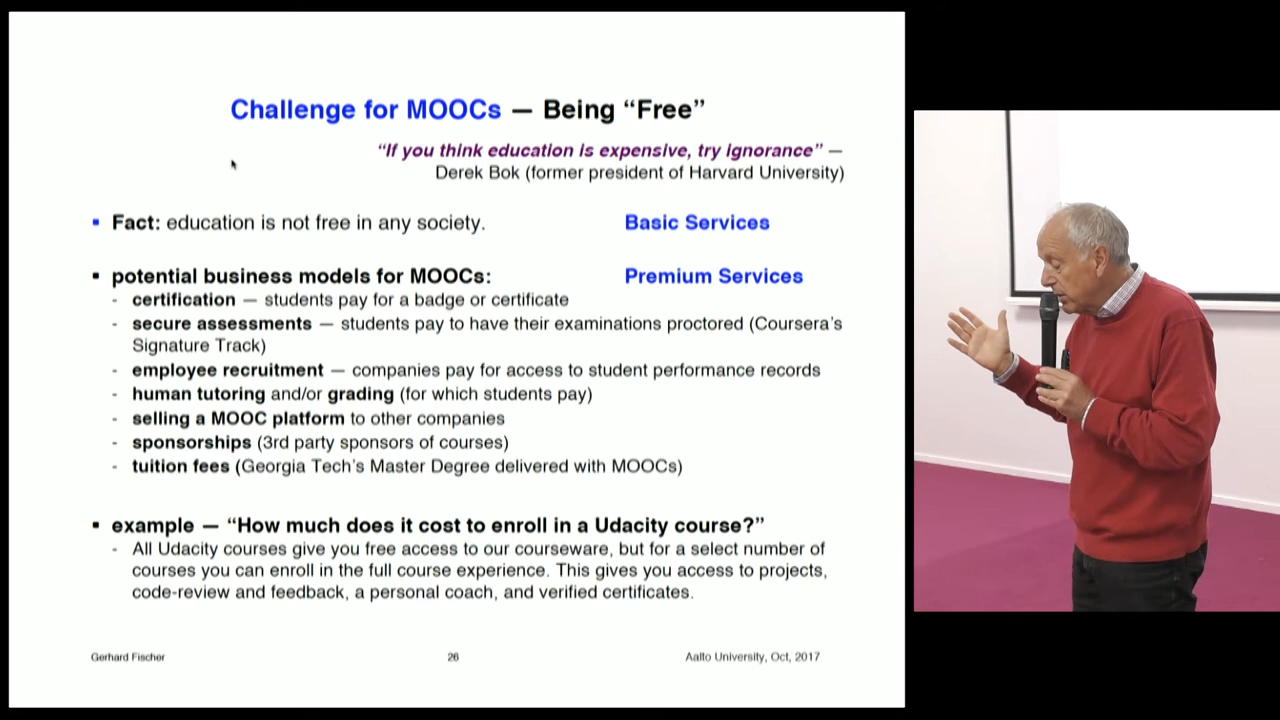 Challenge for MOOCs — Being “Free”
“If you think education is expensive, try ignorance” —
Derek Bok (former president of Harvard University)
▪ Fact: education is not free in any society. Basic Services
▪ potential business models for MOOCs: Premium Services
- certification — students pay for a badge or certificate
- secure assessments — students pay to have their examinations proctored (Coursera’s
Signature Track)
- employee recruitment — companies pay for access to student performance records
- human tutoring and/or grading (for which students pay)
- selling a MOOC platform to other companies
- sponsorships (3rd party sponsors of courses)
- tuition fees (Georgia Tech’s Master Degree delivered with MOOCs)
▪ example — “How much does it cost to enroll in a Udacity course?”
- All Udacity courses give you free access to our courseware, but for a select number of
courses you can enroll in the full course experience. This gives you access to projects,
code-review and feedback, a personal coach, and verified certificates.
Gerhard Fischer 26 Aalto University, Oct, 2017